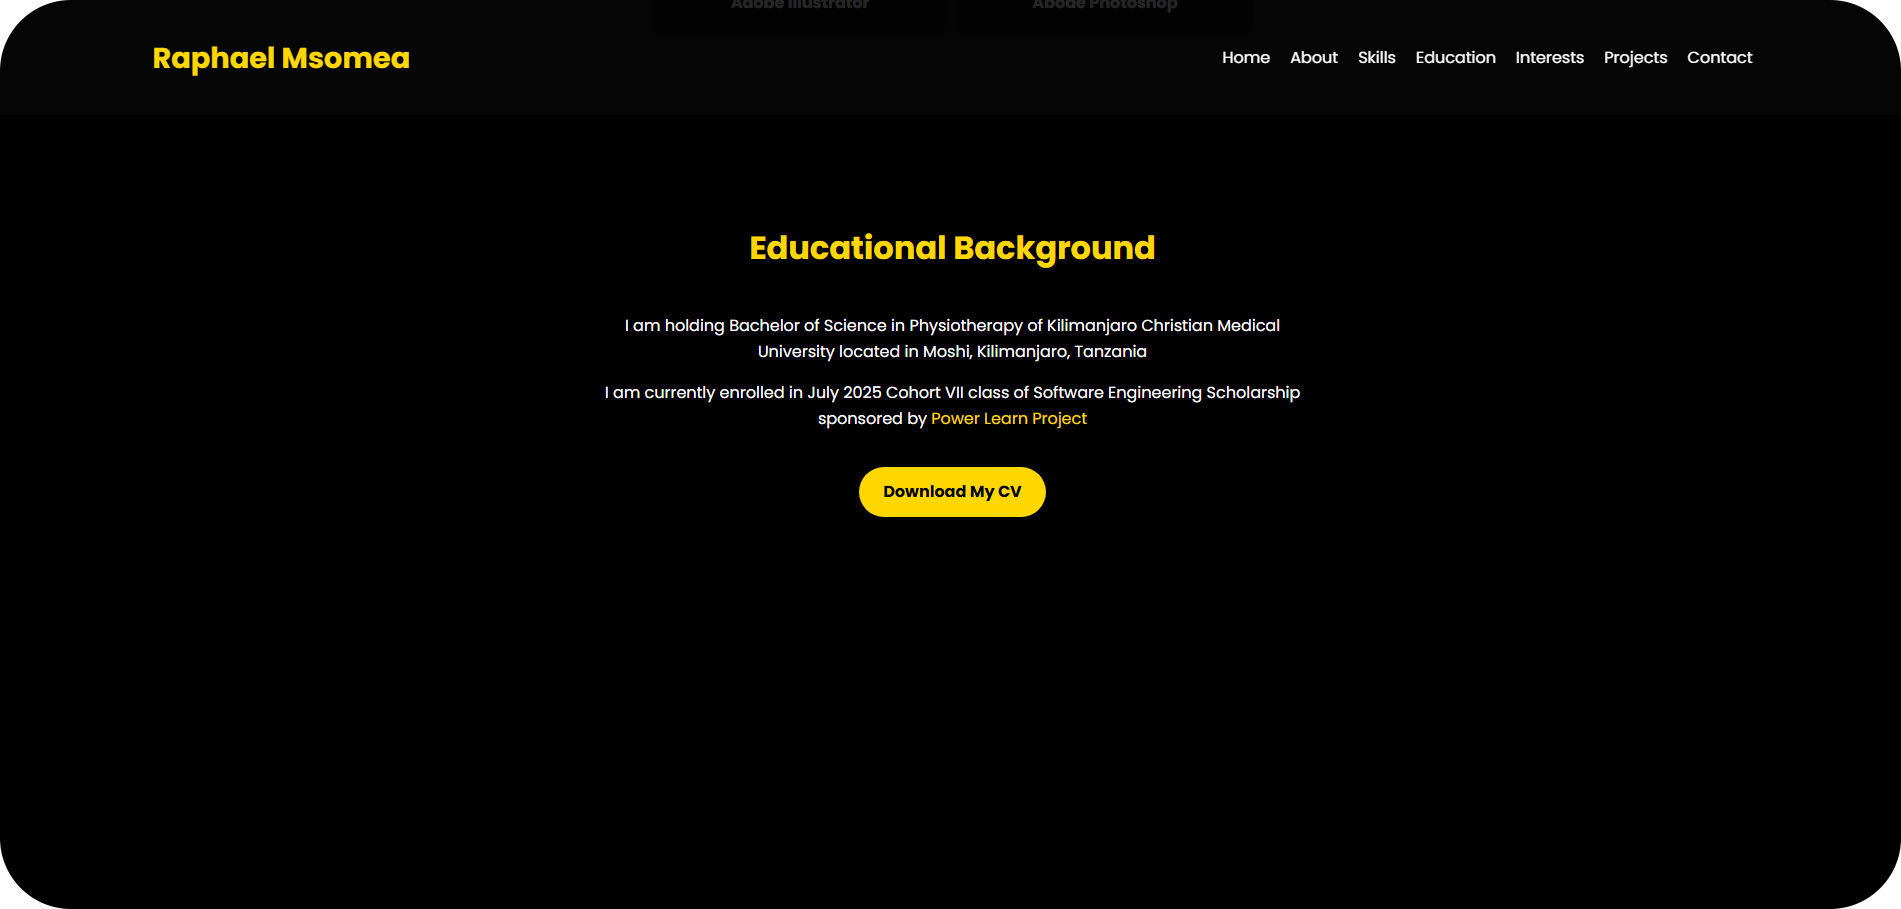 Adobe Illustrator Abode Photoshop
Raphael Msomea Home About Skills Education Interests Projects Contact
Educational Background
I am holding Bachelor of Science in Physiotherapy of Kilimanjaro Christian Medical
University located in Moshi, Kilimanjaro, Tanzania
I am currently enrolled in July 2025 Cohort VII class of Software Engineering Scholarship
sponsored by Power Learn Project
Download My CV